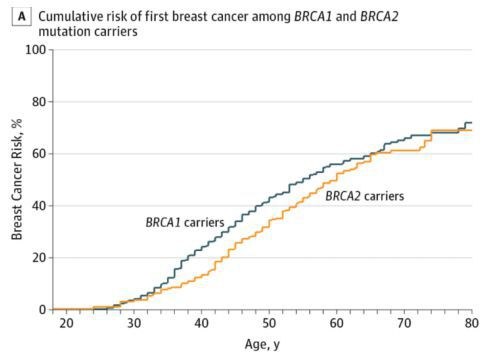 A Cumulative risk of first breast cancer among BRCA1 and BRCA2
mutation carriers
100
80
60
40
20
0
Breast Cancer Risk, %
BRCA1 carriers
BRCA2 carriers
20 30 40 50 60 70 80
Age, y